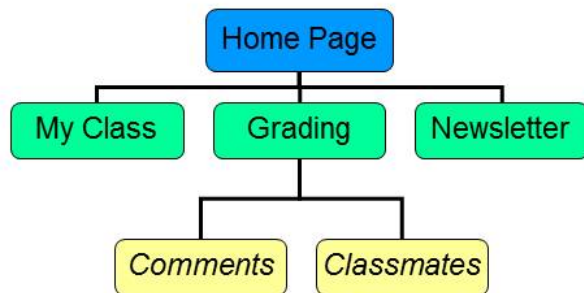 Home Page
My Class
Grading
Newsletter
Comments
Classmates